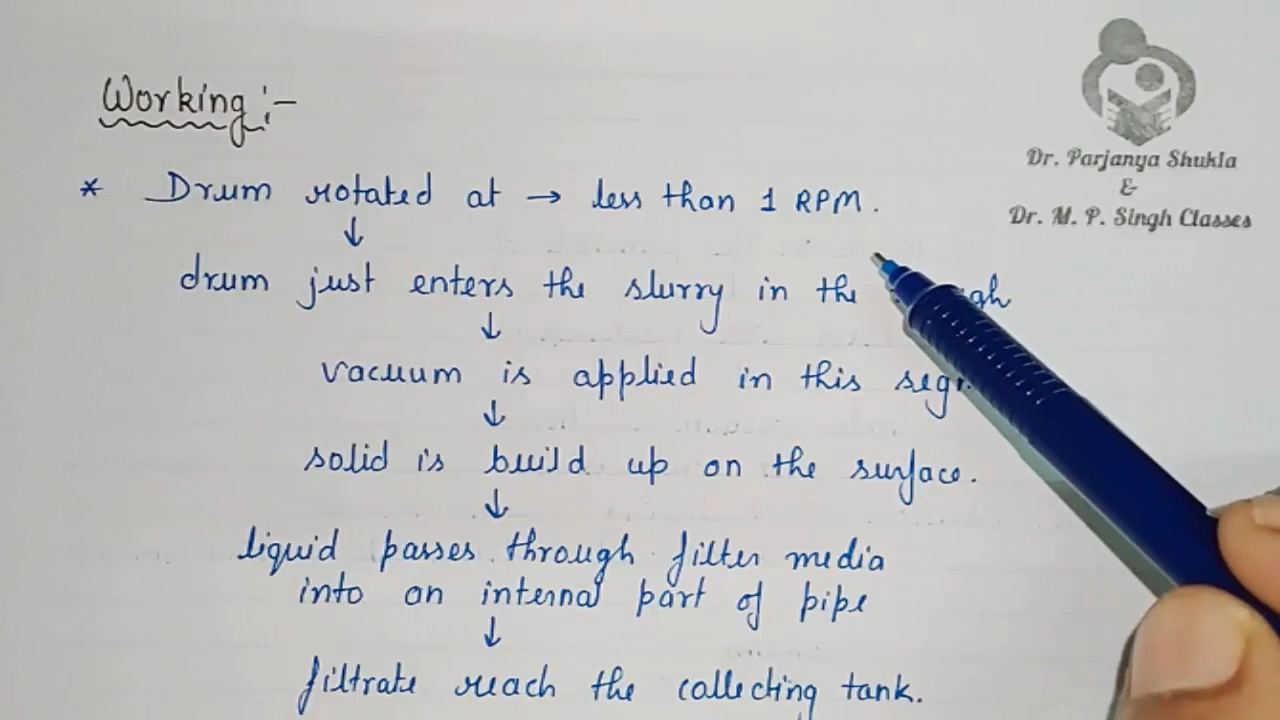 Working :-
Dr. Parjanya Shukla
&
Dr. M. P. Singh Classes
* Drum rotated at → less than 1 RPM.
↓
drum just enters the slurry in the
↓
vacuum is applied in this
↓
solid is build up on the surface.
↓
liquid passes through filter media
into an internal part of pipe
↓
filtrate reach the collecting tank.